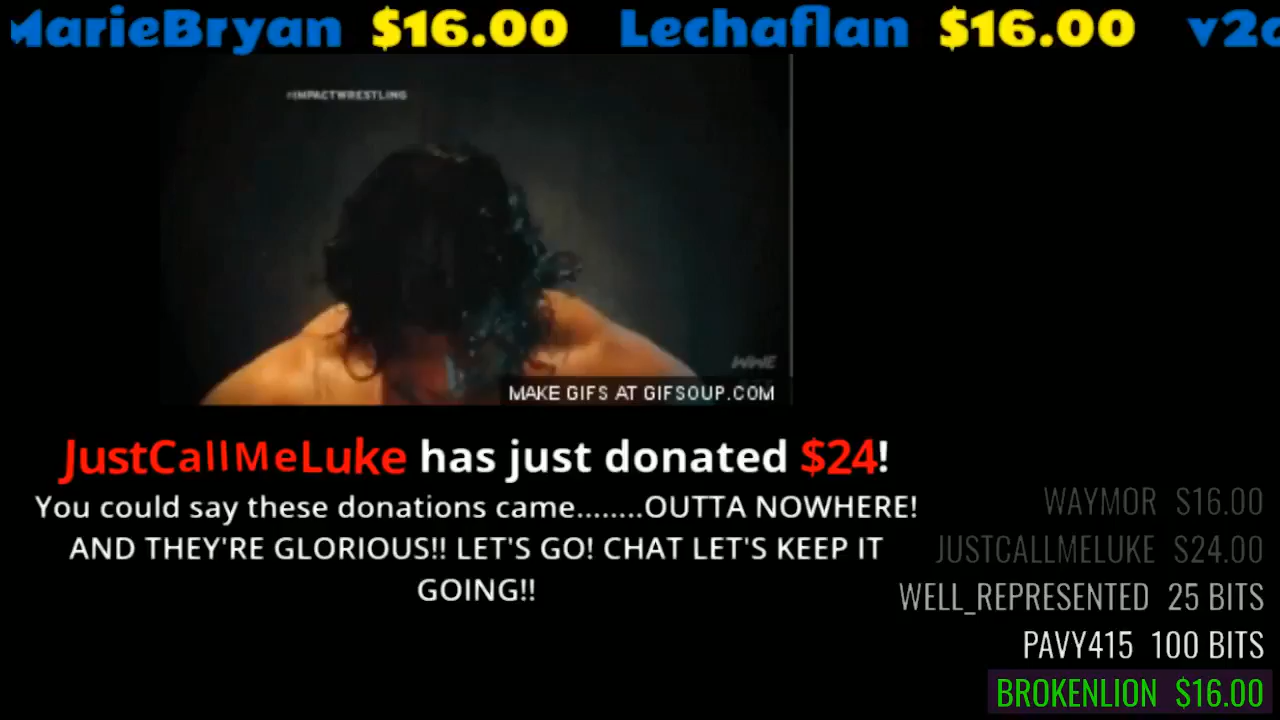 MarieBryan $16.00 Lechaflan $16.00 v2
#IMPACTWRESTLING
WWE
MAKE GIFS AT GIFSOUP.COM
JustCallMeLuke has just donated $24!
You could say these donations came........OUTTA NOWHERE!
AND THEY'RE GLORIOUS!! LET'S GO! CHAT LET'S KEEP IT
GOING!!
WAYMOR $16.00
JUSTCALLMELUKE $24.00
WELL_REPRESENTED 25 BITS
PAVY415 100 BITS
BROKENLION $16.00